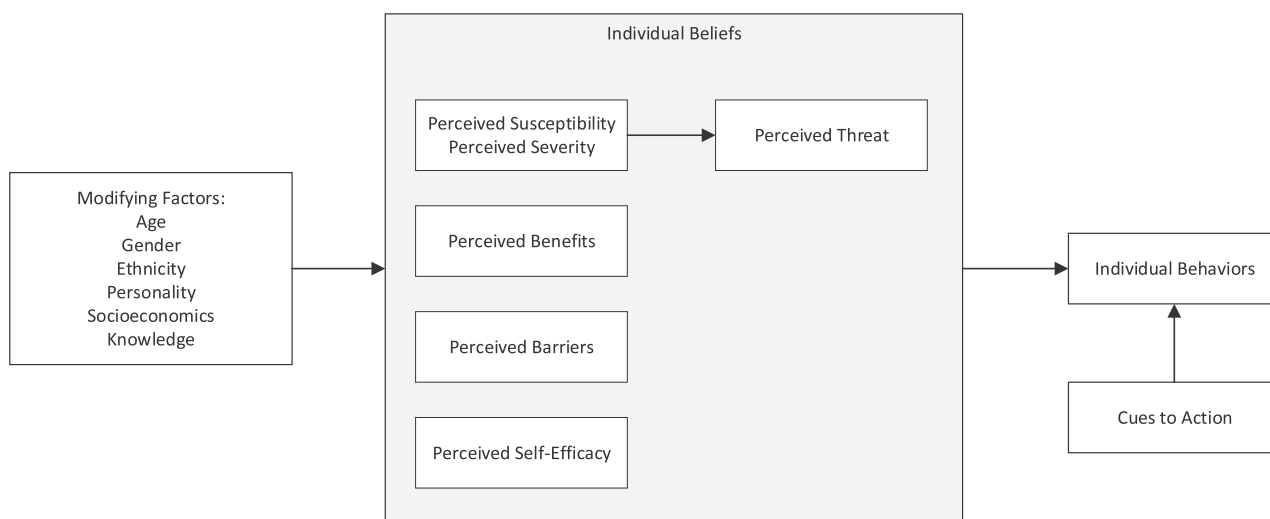 Individual Beliefs
Perceived Susceptibility
Perceived Severity
Perceived Threat
Modifying Factors:
Age
Gender
Ethnicity
Personality
Socioeconomics
Knowledge
Perceived Benefits
Perceived Barriers
Perceived Self-Efficacy
Individual Behaviors
Cues to Action